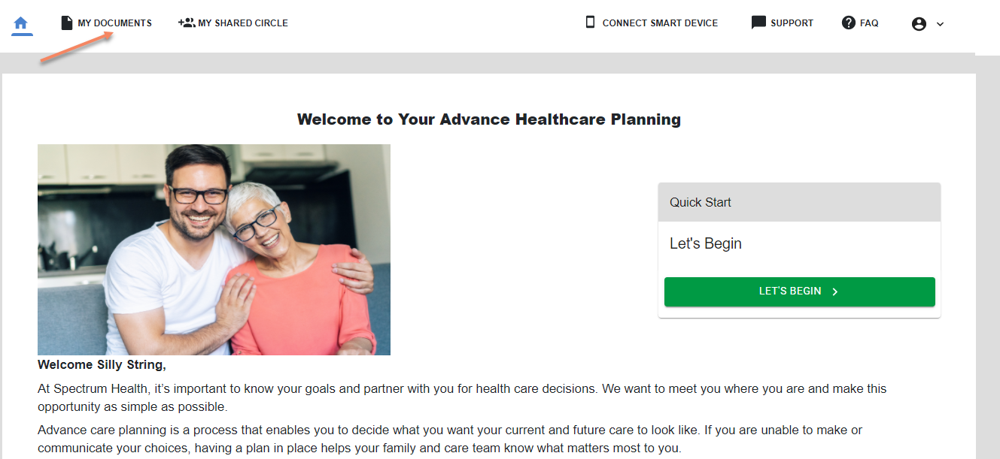 MY DOCUMENTS
MY SHARED CIRCLE
CONNECT SMART DEVICE
SUPPORT
? FAQ
Welcome to Your Advance Healthcare Planning
Quick Start
Let's Begin
LET'S BEGIN
Welcome Silly String,
At Spectrum Health, it’s important to know your goals and partner with you for health care decisions. We want to meet you where you are and make this
opportunity as simple as possible.
Advance care planning is a process that enables you to decide what you want your current and future care to look like. If you are unable to make or
communicate your choices, having a plan in place helps your family and care team know what matters most to you.